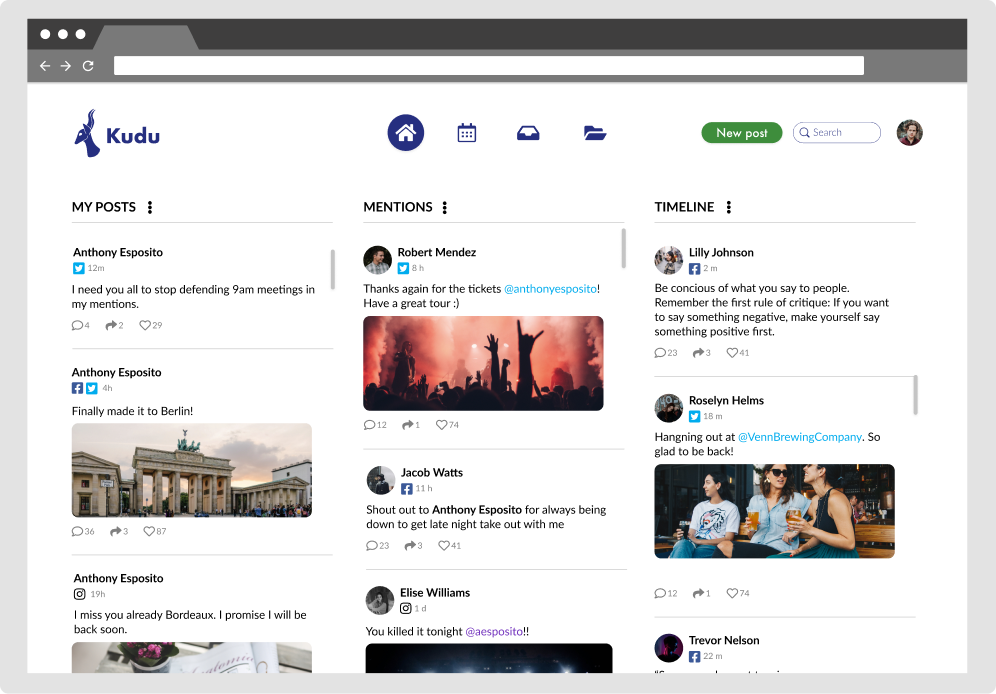 Kudu
New post
Search
MY POSTS
Anthony Esposito
12m
I need you all to stop defending 9am meetings in
my mentions.
4 2 29
Anthony Esposito
4h
Finally made it to Berlin!
36 3 87
Anthony Esposito
19h
I miss you already Bordeaux. I promise I will be
back soon.
MENTIONS
Robert Mendez
8 h
Thanks again for the tickets @anthonyesposito!
Have a great tour :)
12 1 74
Jacob Watts
11 h
Shout out to Anthony Esposito for always being
down to get late night take out with me
23 3 41
Elise Williams
1 d
You killed it tonight @aesposito!!
TIMELINE
Lilly Johnson
2 m
Be concious of what you say to people.
Remember the first rule of critique: If you want
to say something negative, make yourself say
something positive first.
23 3 41
Roselyn Helms
18 m
Hangning out at @VennBrewingCompany. So
glad to be back!
12 1 74
Trevor Nelson
22 m